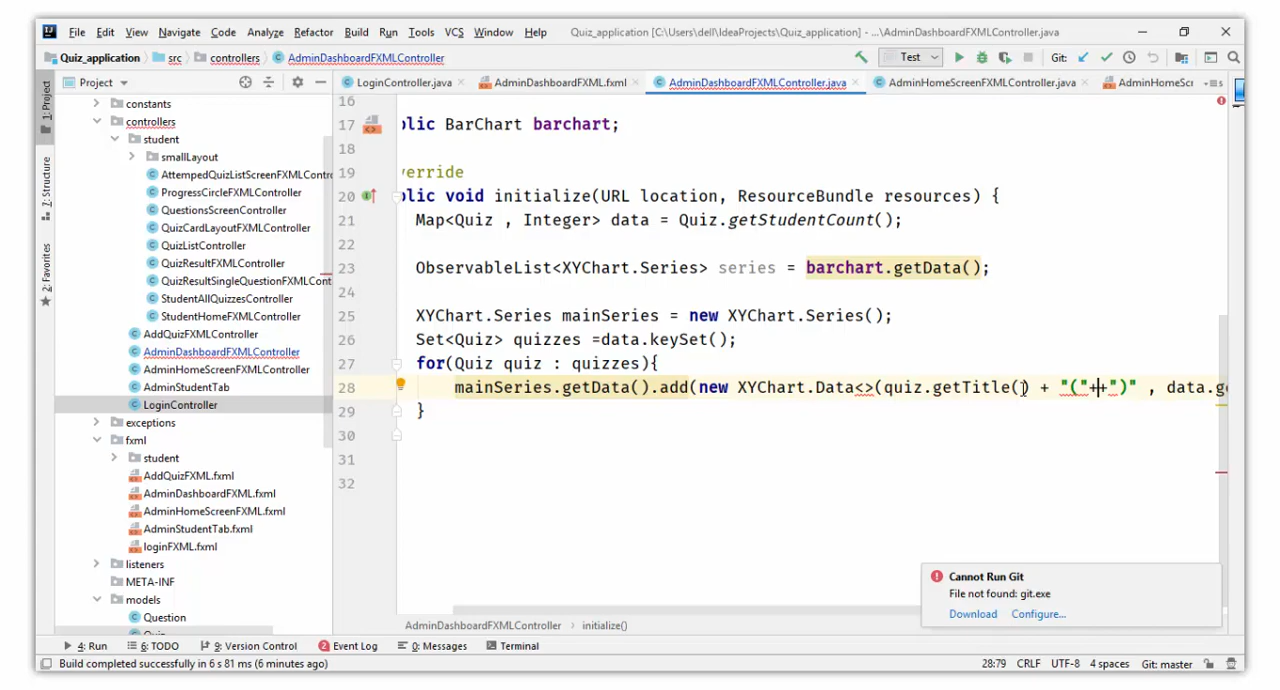 File Edit View Navigate Code Analyze Refactor Build Run Tools VCS Window Help Quiz_application [C:\Users\dell\IdeaProjects\Quiz_application] - ...\AdminDashboardFXMLController.java
Quiz_application src controllers AdminDashboardFXMLController Test Git:
Project LoginController.java AdminDashboardFXML.fxml AdminDashboardFXMLController.java AdminHomeScreenFXMLController.java AdminHomeScr
1: Project
Z: Structure
2: Favorites
constants
controllers
student
smallLayout
AttempedQuizListScreenFXMLContro
ProgressCircleFXMLController
QuestionsScreenController
QuizCardLayoutFXMLController
QuizListController
QuizResultFXMLController
QuizResultSingleQuestionFXMLCont
StudentAllQuizzesController
StudentHomeFXMLController
AddQuizFXMLController
AdminDashboardFXMLController
AdminHomeScreenFXMLController
AdminStudentTab
LoginController
exceptions
fxml
student
AddQuizFXML.fxml
AdminDashboardFXML.fxml
AdminHomeScreenFXML.fxml
AdminStudentTab.fxml
loginFXML.fxml
listeners
META-INF
models
Question
Quiz
16
17 blic BarChart barchart;
18
19 verride
20 blic void initialize(URL location, ResourceBundle resources) {
21 Map<Quiz , Integer> data = Quiz.getStudentCount();
22
23 ObservableList<XYChart.Series> series = barchart.getData();
24
25 XYChart.Series mainSeries = new XYChart.Series();
26 Set<Quiz> quizzes =data.keySet();
27 for(Quiz quiz : quizzes){
28 mainSeries.getData().add(new XYChart.Data<>(quiz.getTitle() + "("++")" , data.ge
29 }
30
31
32
Cannot Run Git
File not found: git.exe
Download Configure...
AdminDashboardFXMLController › initialize()
4: Run 6: TODO 9: Version Control 2 Event Log 0: Messages Terminal
Build completed successfully in 6 s 81 ms (6 minutes ago) 28:79 CRLF UTF-8 4 spaces Git: master